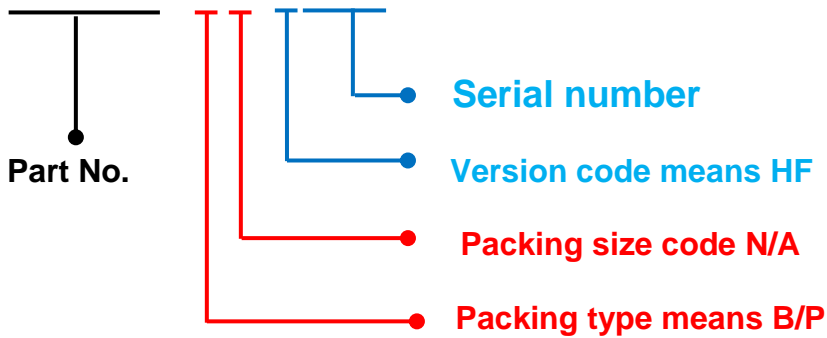 Serial number
Part No.
Version code means HF
Packing size code N/A
Packing type means B/P